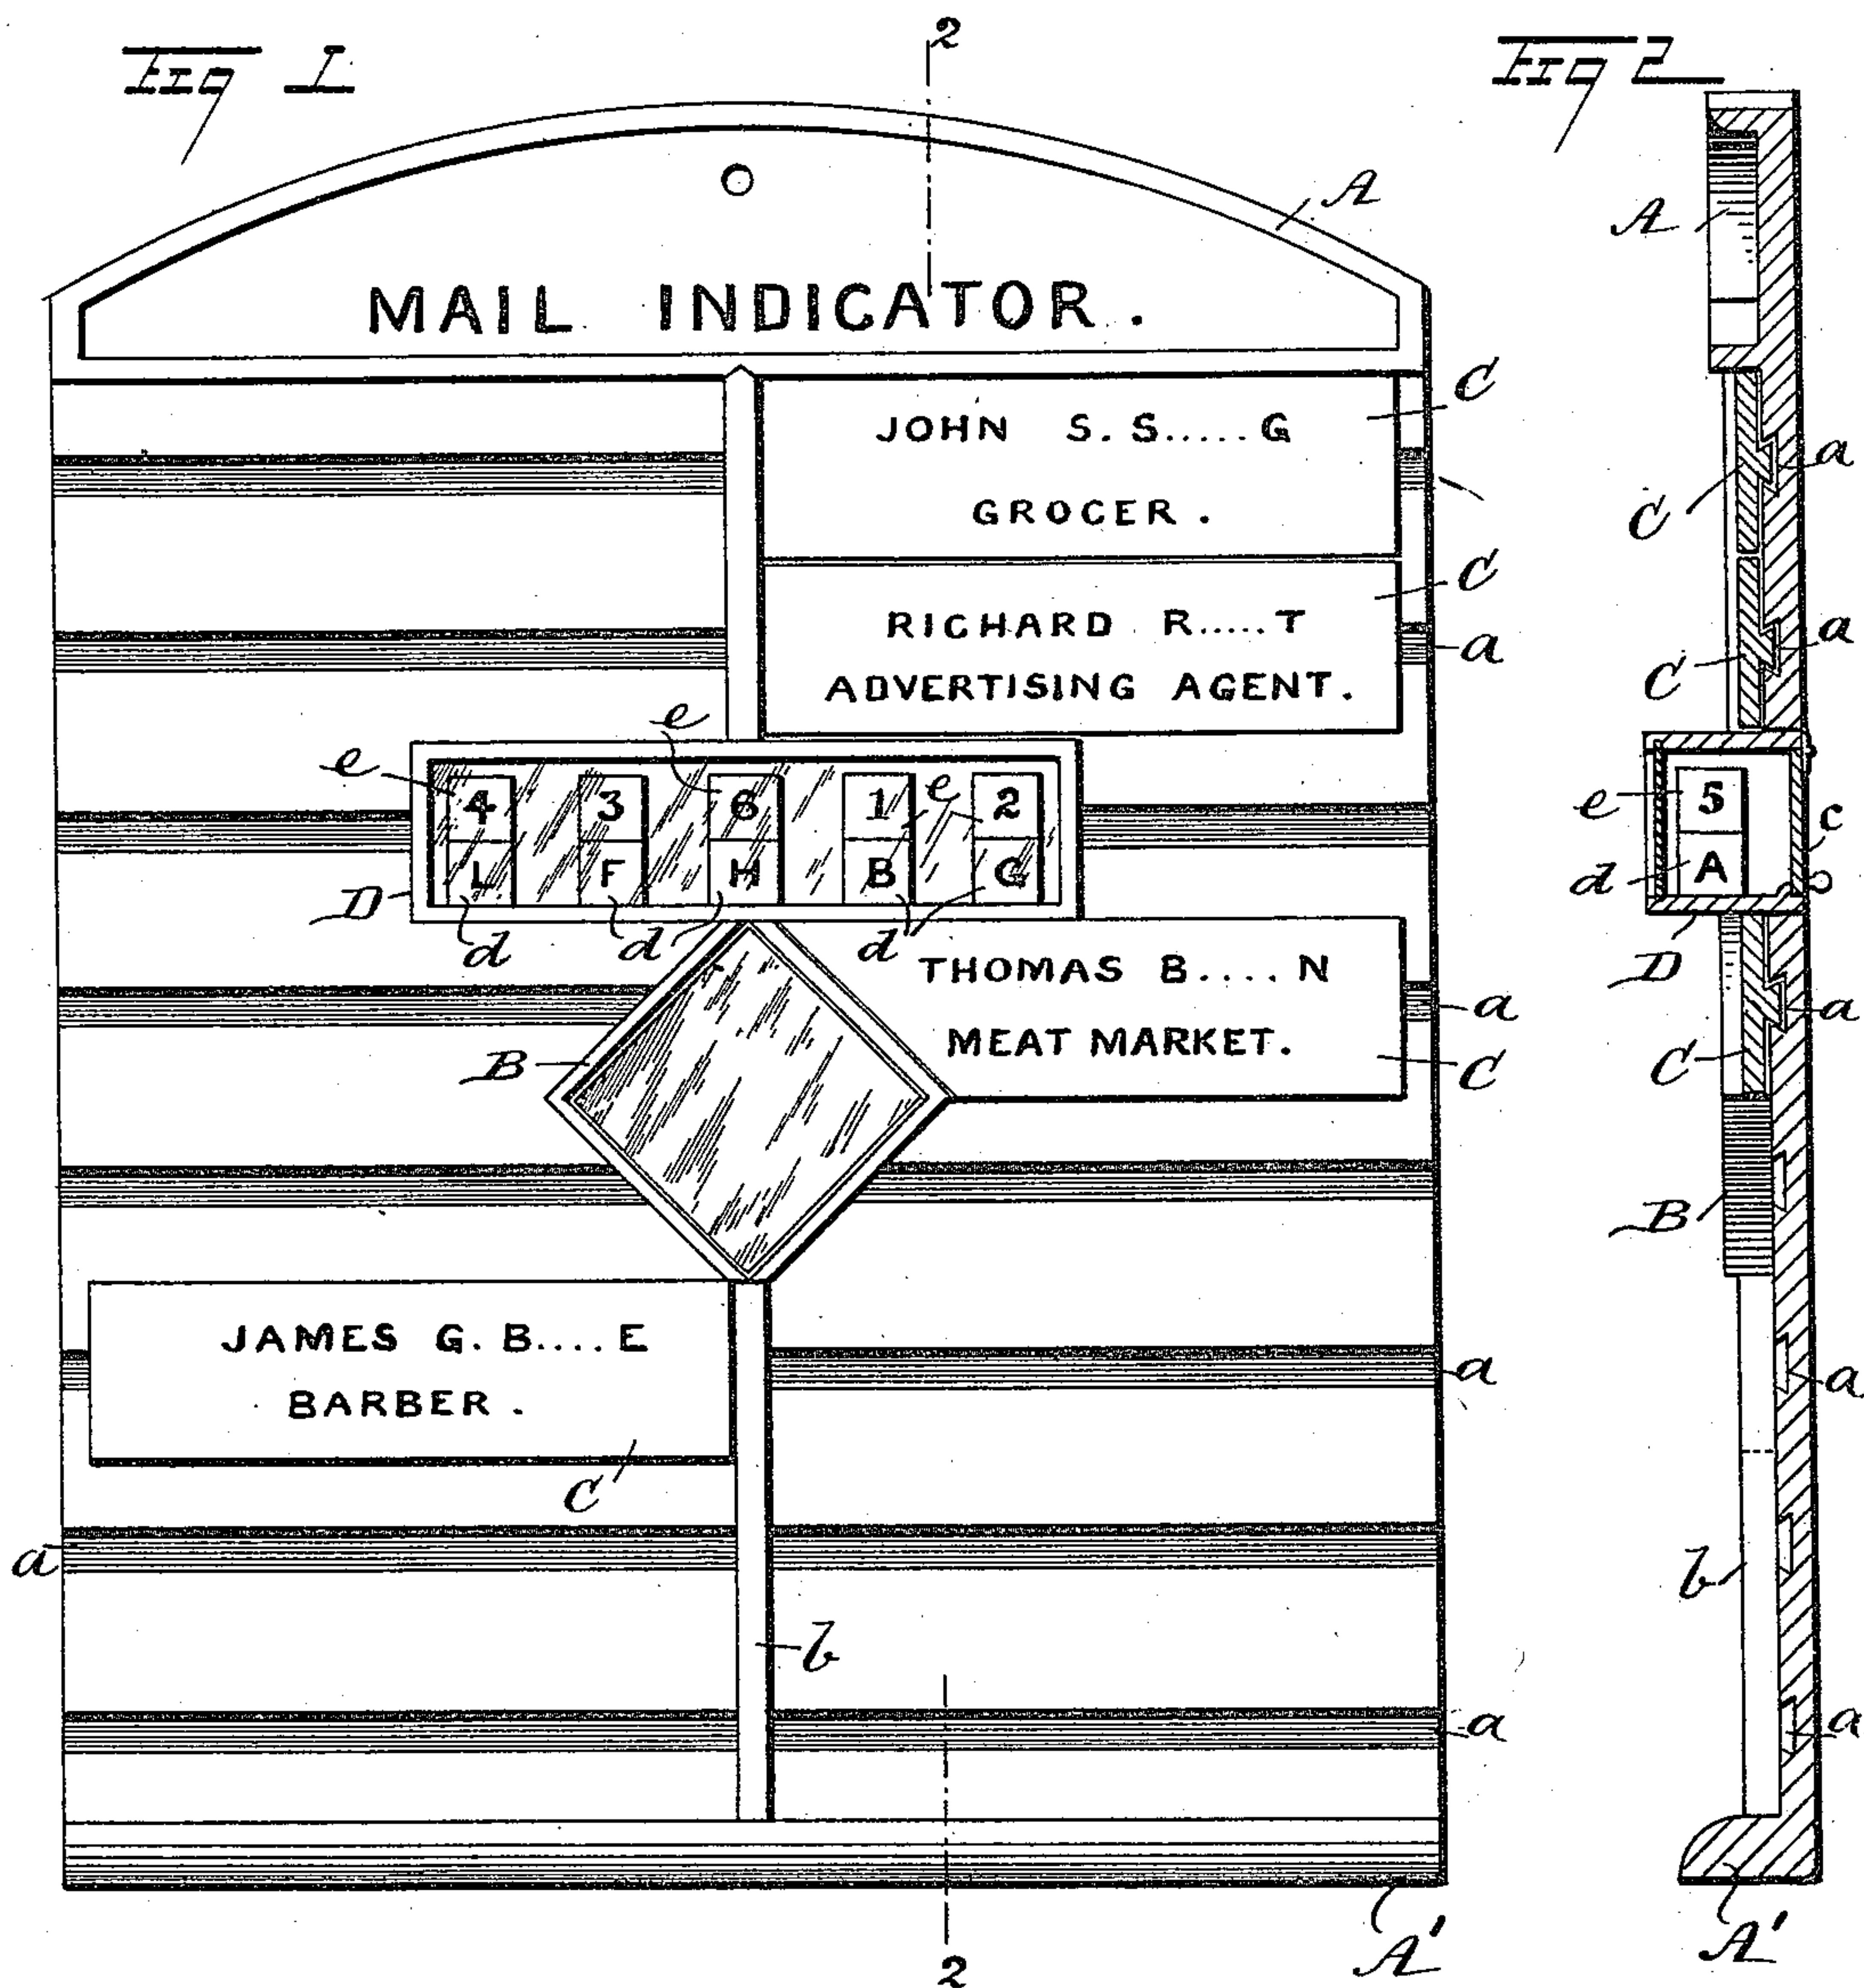 Fig 1
2
Fig 2
A
A
MAIL INDICATOR.
C
JOHN S. S.....G
GROCER.
a
C
C
RICHARD R.....T
a
a
ADVERTISING AGENT.
C
e
e
4 3 6 1 e 2
e 5
c
L F H B G
d A
D
d d d
D
THOMAS B....N
a
a
MEAT MARKET.
B
C
C
B
JAMES G. B....E
a
a
BARBER.
C
a
b
b
a
a
A'
A'
2